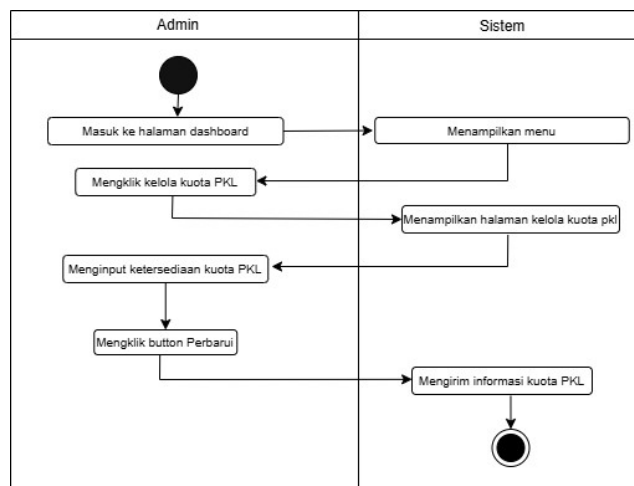 Admin
Sistem
Masuk ke halaman dashboard
Menampilkan menu
Mengklik kelola kuota PKL
Menampilkan halaman kelola kuota pkl
Menginput ketersediaan kuota PKL
Mengklik button Perbarui
Mengirim informasi kuota PKL